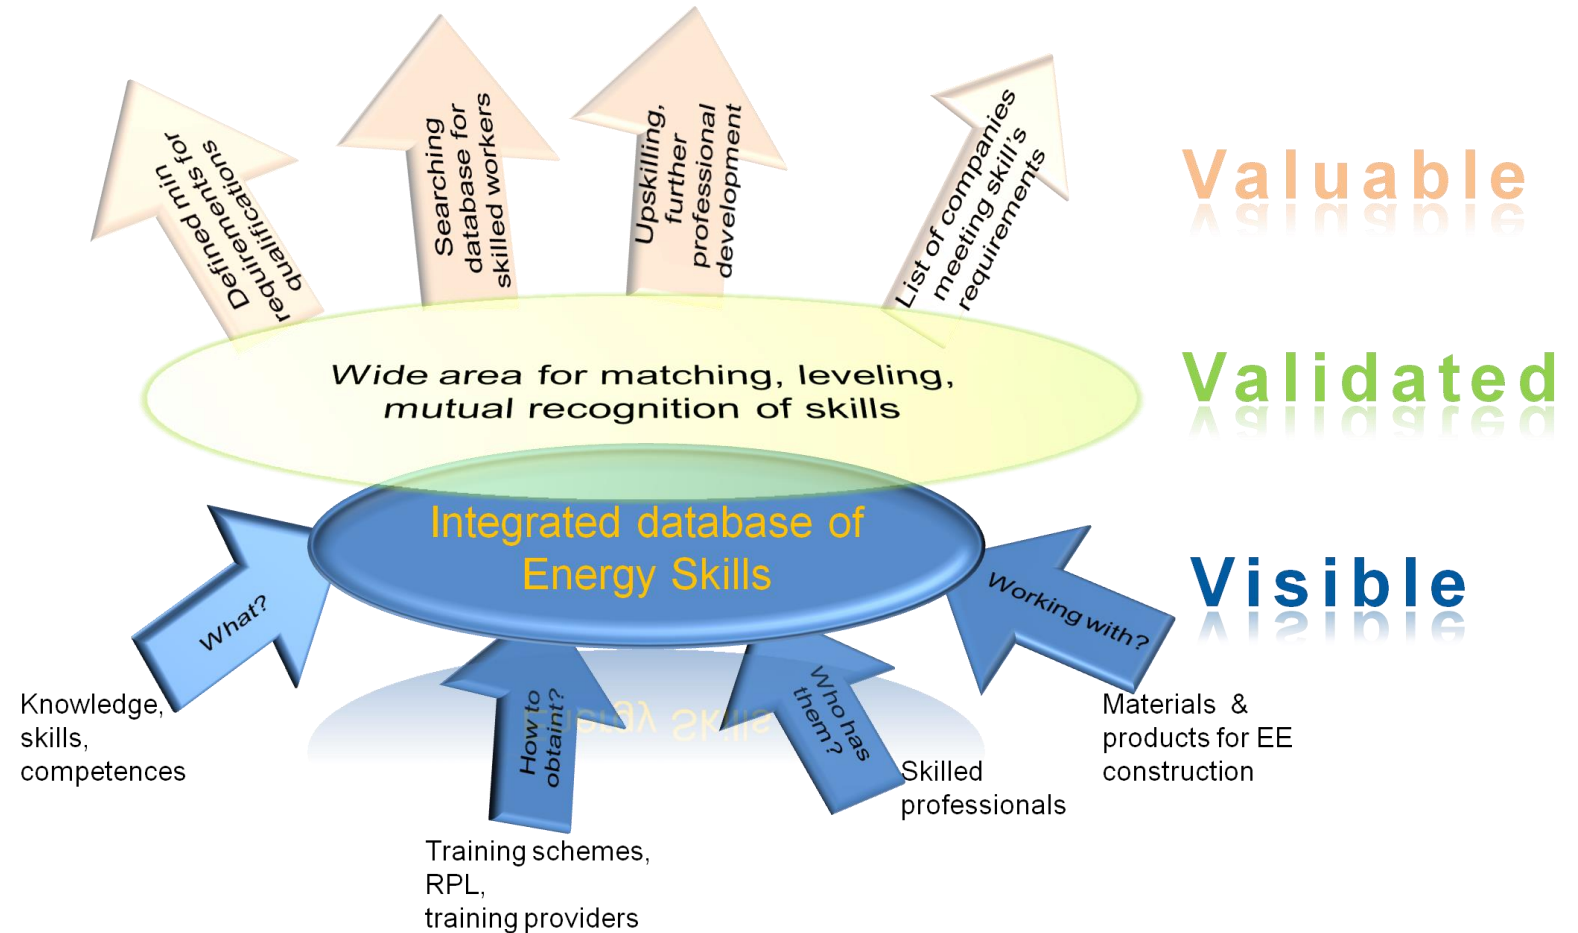 Defined min
requirements for
qualifications
Searching
database for
skilled workers
Upskilling,
further
professional
development
List of companies
meeting skill's
requirements
Valuable
Wide area for matching, leveling,
mutual recognition of skills
Validated
Integrated database of
Energy Skills
Visible
What?
How to
obtaint?
Who has
them?
Working with?
Knowledge,
skills,
competences
Training schemes,
RPL,
training providers
Skilled
professionals
Materials &
products for EE
construction